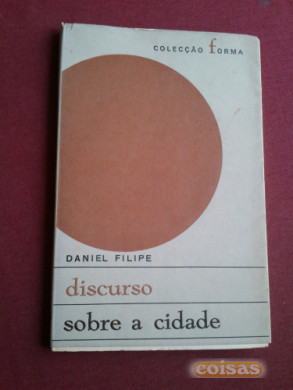 COLECÇÃO forma
DANIEL FILIPE
discurso
sobre a cidade
coisas